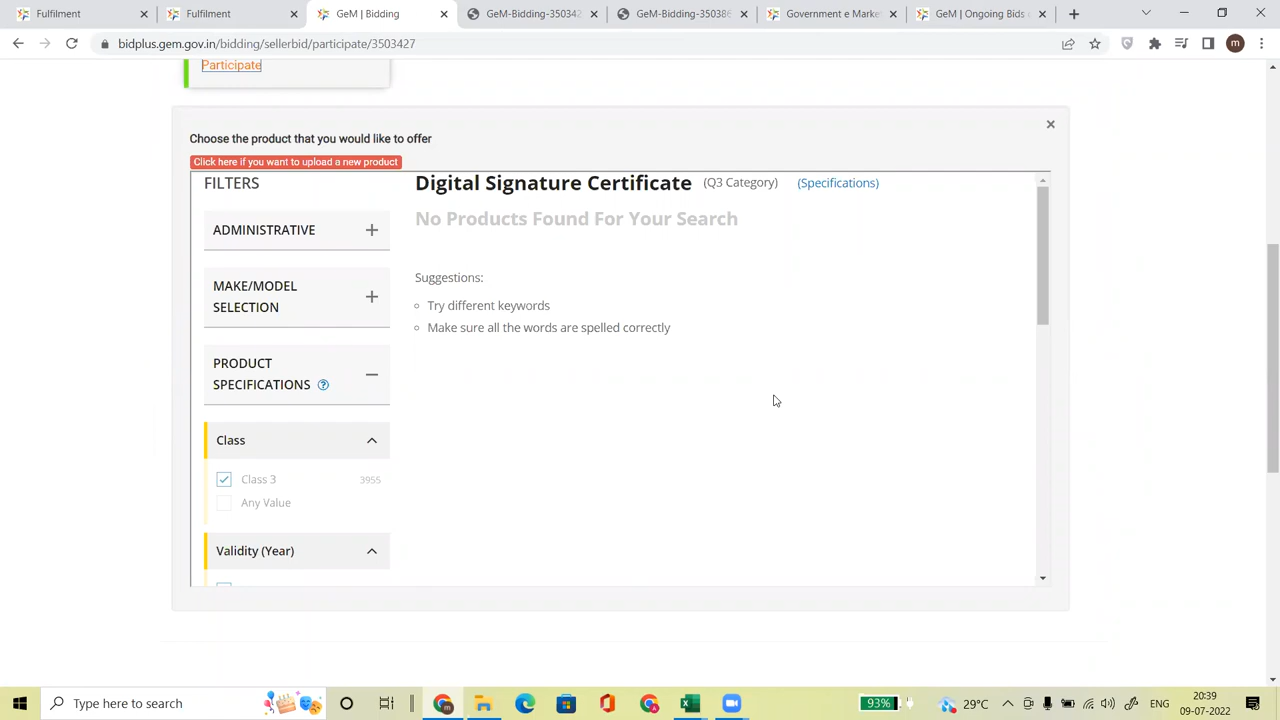 Fulfilment
Fulfilment
GeM | Bidding
GeM-Bidding-350342
GeM-Bidding-350386
Government e Marke
GeM | Ongoing Bids
bidplus.gem.gov.in/bidding/sellerbid/participate/3503427
m
Participate
Choose the product that you would like to offer
Click here if you want to upload a new product
FILTERS
Digital Signature Certificate (Q3 Category) (Specifications)
No Products Found For Your Search
ADMINISTRATIVE
Suggestions:
MAKE/MODEL
SELECTION
Try different keywords
Make sure all the words are spelled correctly
PRODUCT
SPECIFICATIONS
Class
Class 3 3955
Any Value
Validity (Year)
Type here to search
93%
29°C
ENG
20:39
09-07-2022